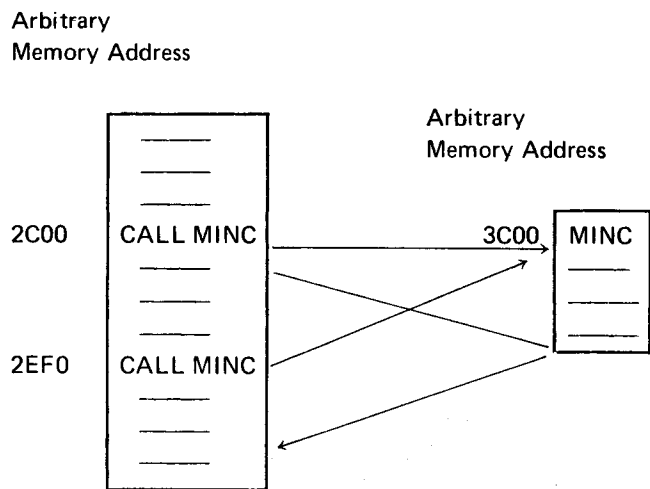 Arbitrary
Memory Address
Arbitrary
Memory Address
2C00 CALL MINC 3C00 MINC
2EF0 CALL MINC